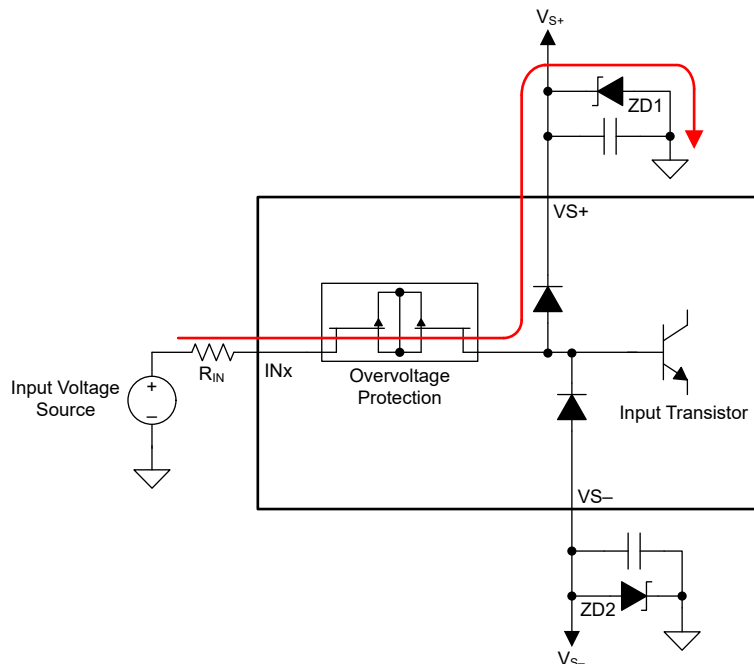 VS+
ZD1
VS+
+
–
Input Voltage
Source
RIN
INx
Overvoltage
Protection
Input Transistor
VS–
ZD2
VS–